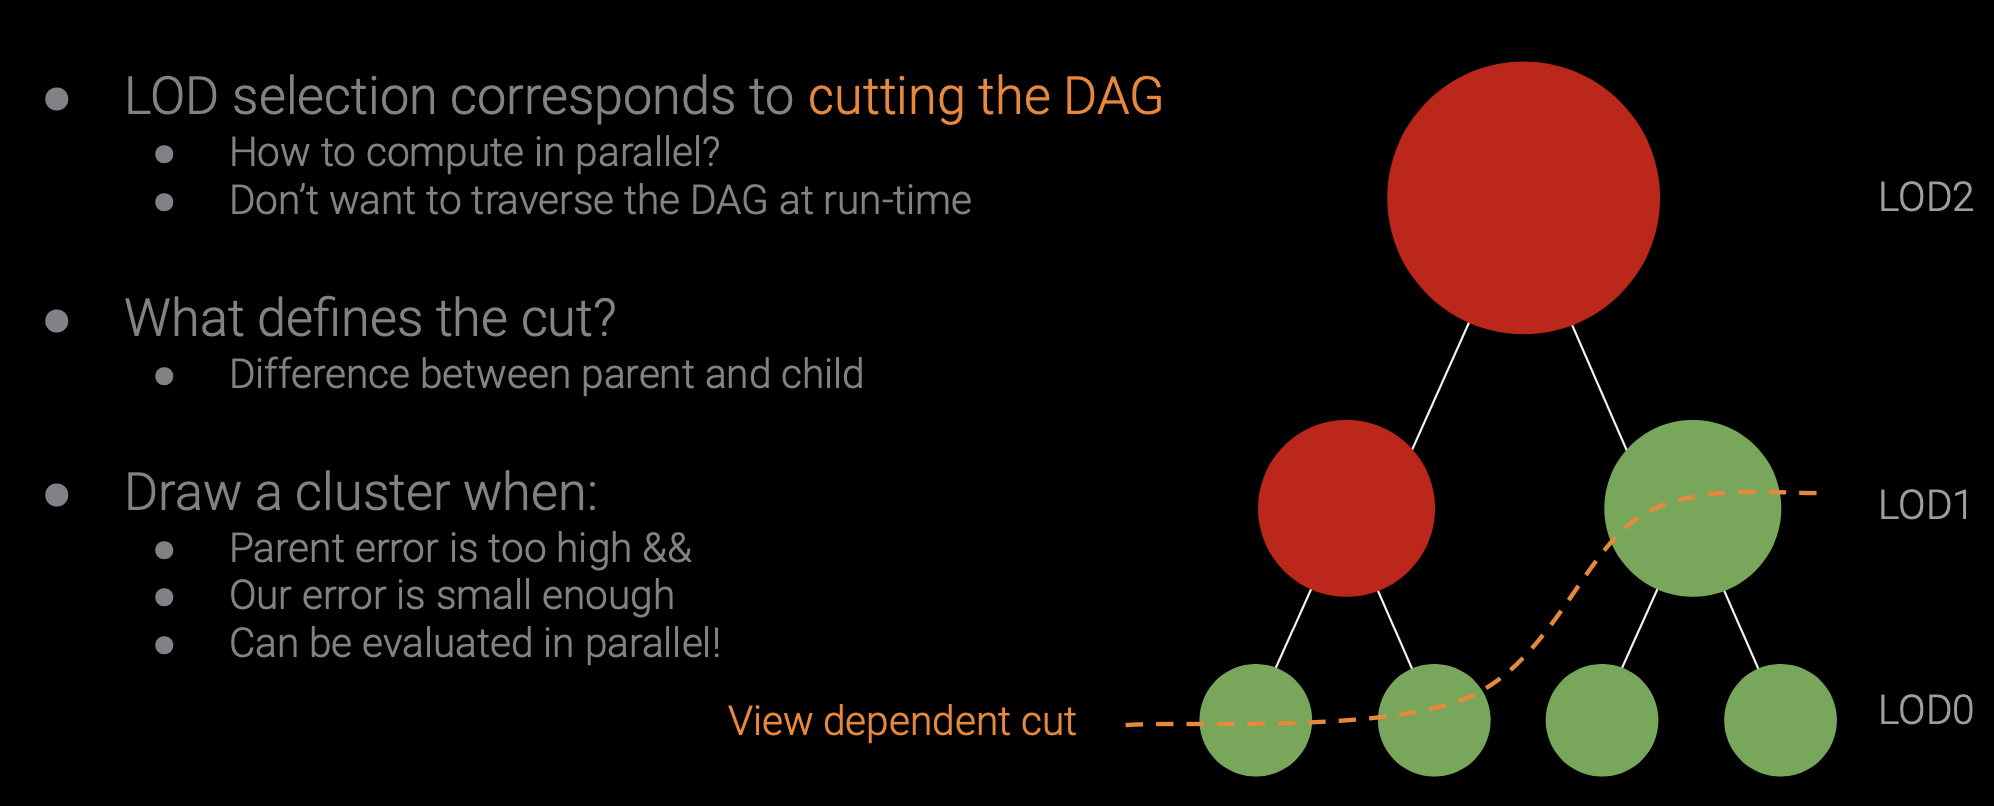 LOD selection corresponds to cutting the DAG
How to compute in parallel?
Don't want to traverse the DAG at run-time
What defines the cut?
Difference between parent and child
Draw a cluster when:
Parent error is too high &&
Our error is small enough
Can be evaluated in parallel!
View dependent cut
LOD2
LOD1
LOD0